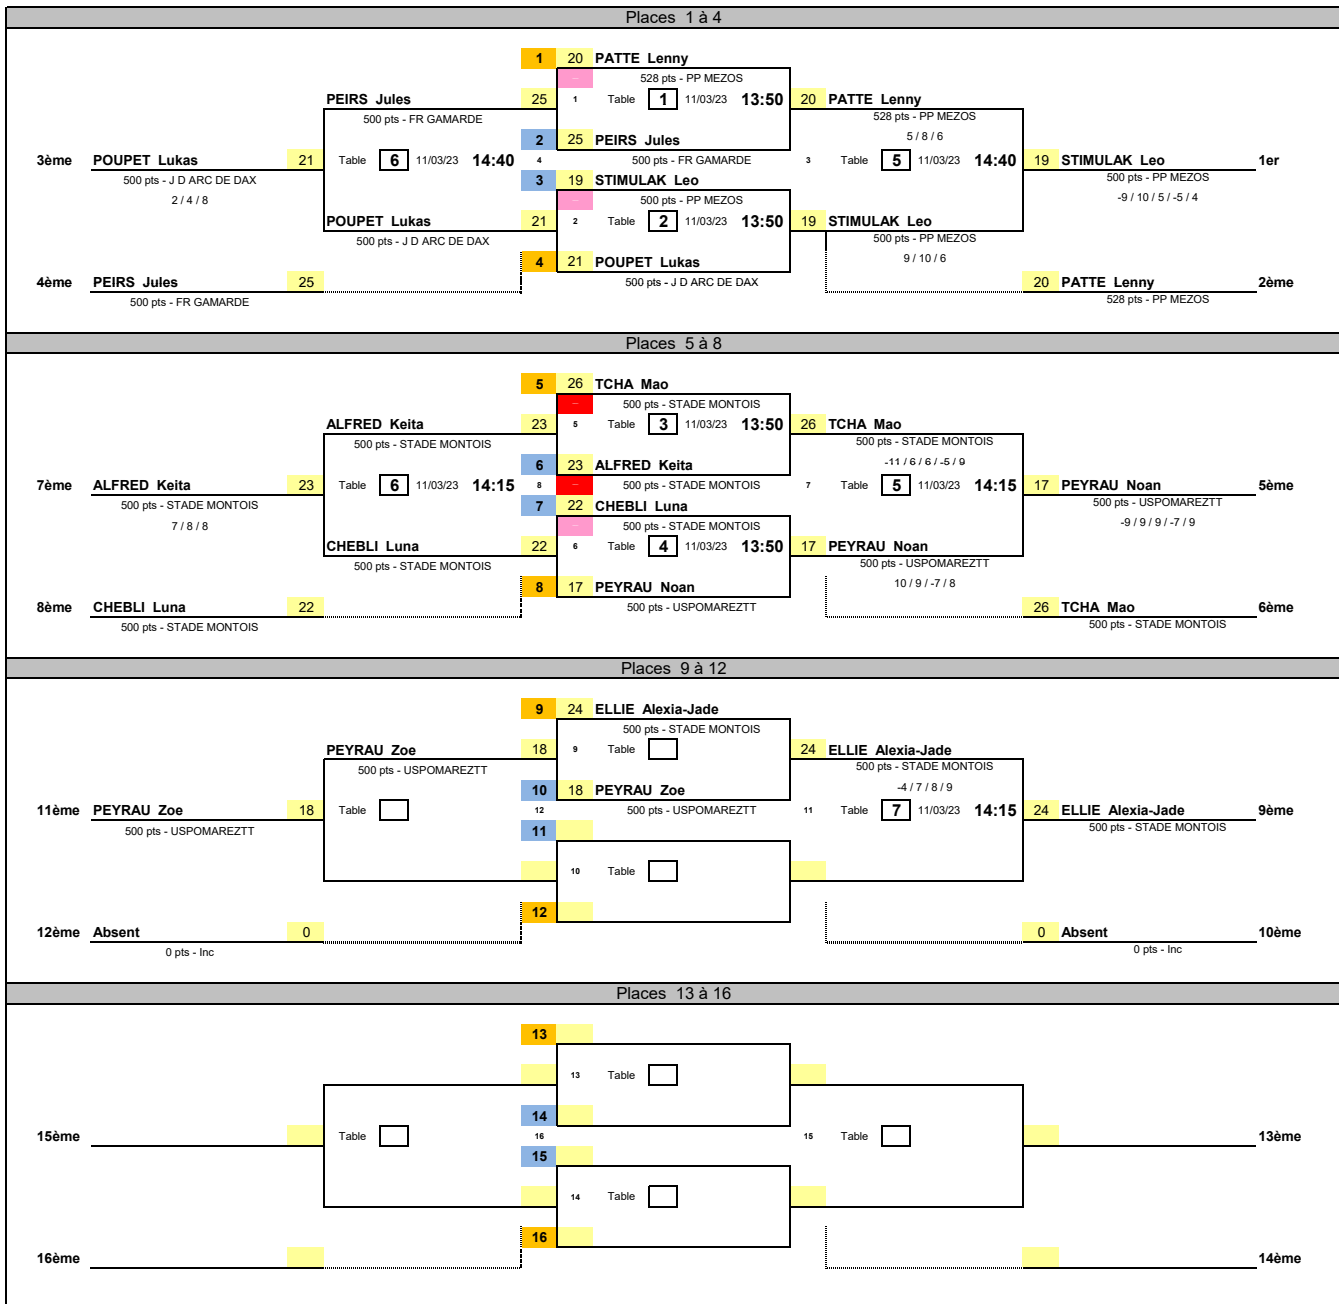 Places 1 à 4
1 20 PATTE Lenny
528 pts - PP MEZOS
PEIRS Jules 25 1 Table 1 11/03/23 13:50 20 PATTE Lenny
500 pts - FR GAMARDE
528 pts - PP MEZOS
2 25 PEIRS Jules
5 / 8 / 6
3ème POUPET Lukas 21 Table 6 11/03/23 14:40 4 500 pts - FR GAMARDE 3 Table 5 11/03/23 14:40 19 STIMULAK Leo 1er
500 pts - J D ARC DE DAX
3 19 STIMULAK Leo
500 pts - PP MEZOS
2 / 4 / 8
500 pts - PP MEZOS
-9 / 10 / 5 / -5 / 4
POUPET Lukas 21 2 Table 2 11/03/23 13:50 19 STIMULAK Leo
500 pts - J D ARC DE DAX
500 pts - PP MEZOS
4 21 POUPET Lukas
9 / 10 / 6
4ème PEIRS Jules 25
500 pts - J D ARC DE DAX
20 PATTE Lenny 2ème
500 pts - FR GAMARDE
528 pts - PP MEZOS
Places 5 à 8
5 26 TCHA Mao
500 pts - STADE MONTOIS
ALFRED Keita 23 5 Table 3 11/03/23 13:50 26 TCHA Mao
500 pts - STADE MONTOIS
500 pts - STADE MONTOIS
6 23 ALFRED Keita
-11 / 6 / 6 / -5 / 9
7ème ALFRED Keita 23 Table 6 11/03/23 14:15 8 500 pts - STADE MONTOIS 7 Table 5 11/03/23 14:15 17 PEYRAU Noan 5ème
500 pts - STADE MONTOIS
7 22 CHEBLI Luna
500 pts - USPOMAREZTT
7 / 8 / 8
500 pts - STADE MONTOIS
-9 / 9 / 9 / -7 / 9
CHEBLI Luna 22 6 Table 4 11/03/23 13:50 17 PEYRAU Noan
500 pts - STADE MONTOIS
500 pts - USPOMAREZTT
8 17 PEYRAU Noan
10 / 9 / -7 / 8
8ème CHEBLI Luna 22
500 pts - USPOMAREZTT
26 TCHA Mao 6ème
500 pts - STADE MONTOIS
500 pts - STADE MONTOIS
Places 9 à 12
9 24 ELLIE Alexia-Jade
500 pts - STADE MONTOIS
PEYRAU Zoe 18 9 Table 24 ELLIE Alexia-Jade
500 pts - USPOMAREZTT
500 pts - STADE MONTOIS
10 18 PEYRAU Zoe
-4 / 7 / 8 / 9
11ème PEYRAU Zoe 18 Table 12 500 pts - USPOMAREZTT 11 Table 7 11/03/23 14:15 24 ELLIE Alexia-Jade 9ème
500 pts - USPOMAREZTT
11
500 pts - STADE MONTOIS
10 Table
12
12ème Absent 0
0 Absent 10ème
0 pts - Inc
0 pts - Inc
Places 13 à 16
13
13 Table
14
15ème Table 16 15 Table 13ème
15
14 Table
16
16ème 14ème